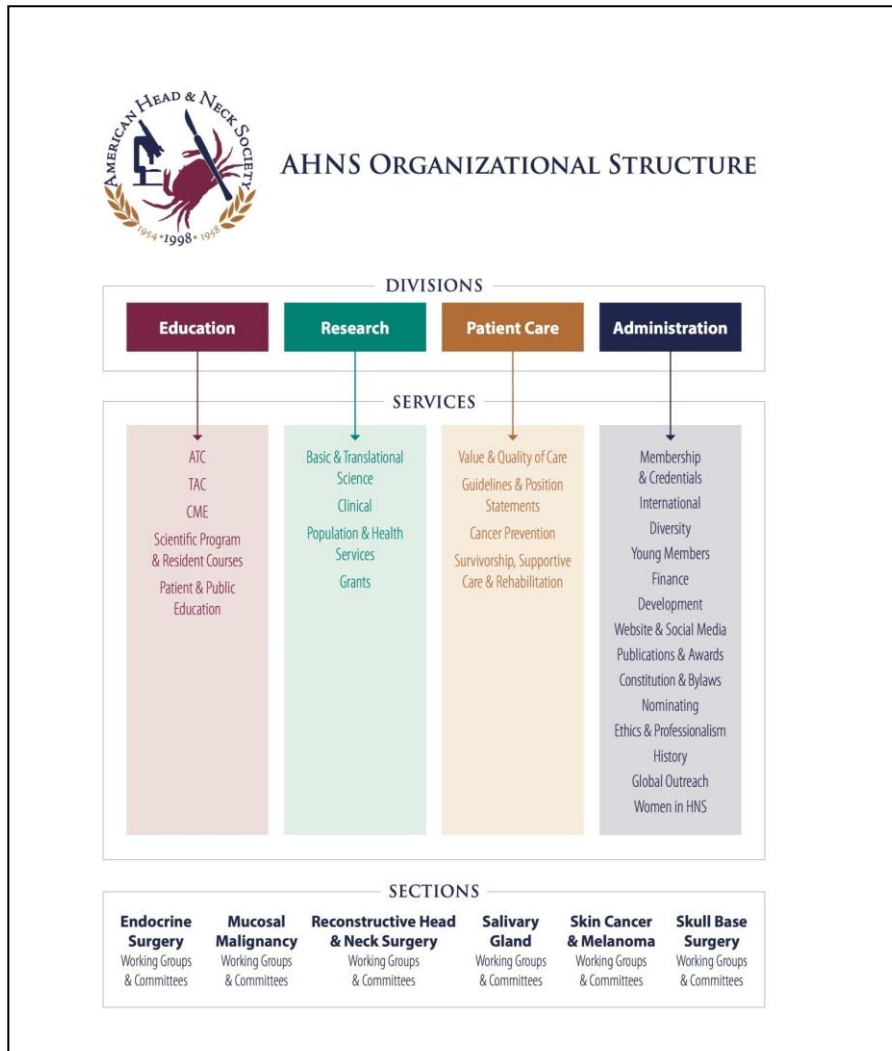 AMERICAN HEAD & NECK SOCIETY
1954 • 1998 • 1958
AHNS ORGANIZATIONAL STRUCTURE
DIVISIONS
Education
Research
Patient Care
Administration
SERVICES
ATC
TAC
CME
Scientific Program
& Resident Courses
Patient & Public
Education
Basic & Translational
Science
Clinical
Population & Health
Services
Grants
Value & Quality of Care
Guidelines & Position
Statements
Cancer Prevention
Survivorship, Supportive
Care & Rehabilitation
Membership
& Credentials
International
Diversity
Young Members
Finance
Development
Website & Social Media
Publications & Awards
Constitution & Bylaws
Nominating
Ethics & Professionalism
History
Global Outreach
Women in HNS
SECTIONS
Endocrine
Surgery
Working Groups
& Committees
Mucosal
Malignancy
Working Groups
& Committees
Reconstructive Head
& Neck Surgery
Working Groups
& Committees
Salivary
Gland
Working Groups
& Committees
Skin Cancer
& Melanoma
Working Groups
& Committees
Skull Base
Surgery
Working Groups
& Committees